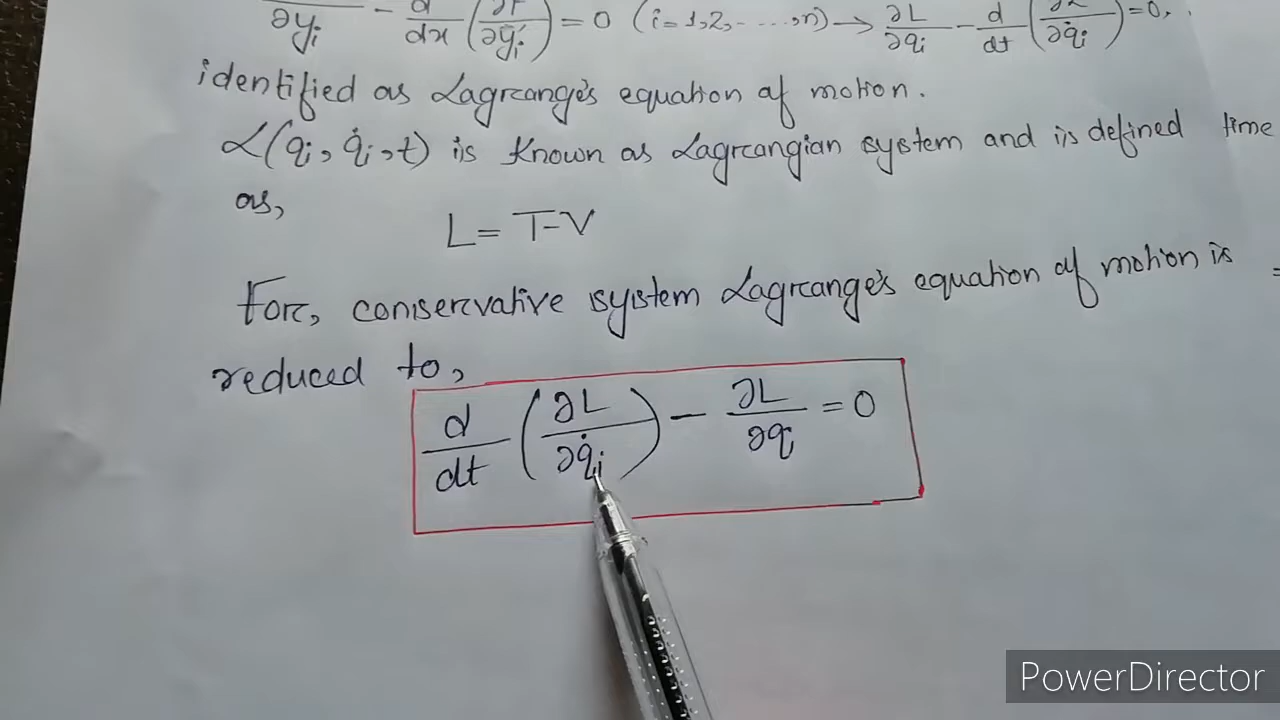 ∂yᵢ - d/dx (∂F/∂yᵢ′) = 0 (i = 1, 2, - ----, n) → ∂L/∂qᵢ - d/dt (∂L/∂q̇ᵢ) = 0,
identified as Lagrange's equation of motion.
L(qᵢ, q̇ᵢ, t) is known as Lagrangian system and is defined time
as,
L = T-V
For, conservative system Lagrange's equation of motion is =
reduced to,
d/dt (∂L/∂q̇ᵢ) - ∂L/∂q = 0
PowerDirector